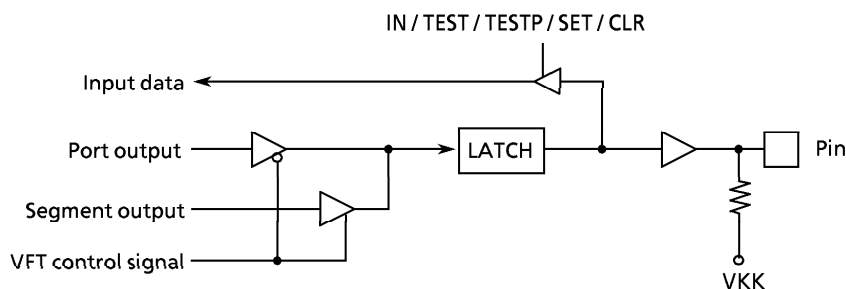 IN / TEST / TESTP / SET / CLR
Input data
Port output
LATCH
Pin
Segment output
VFT control signal
VKK